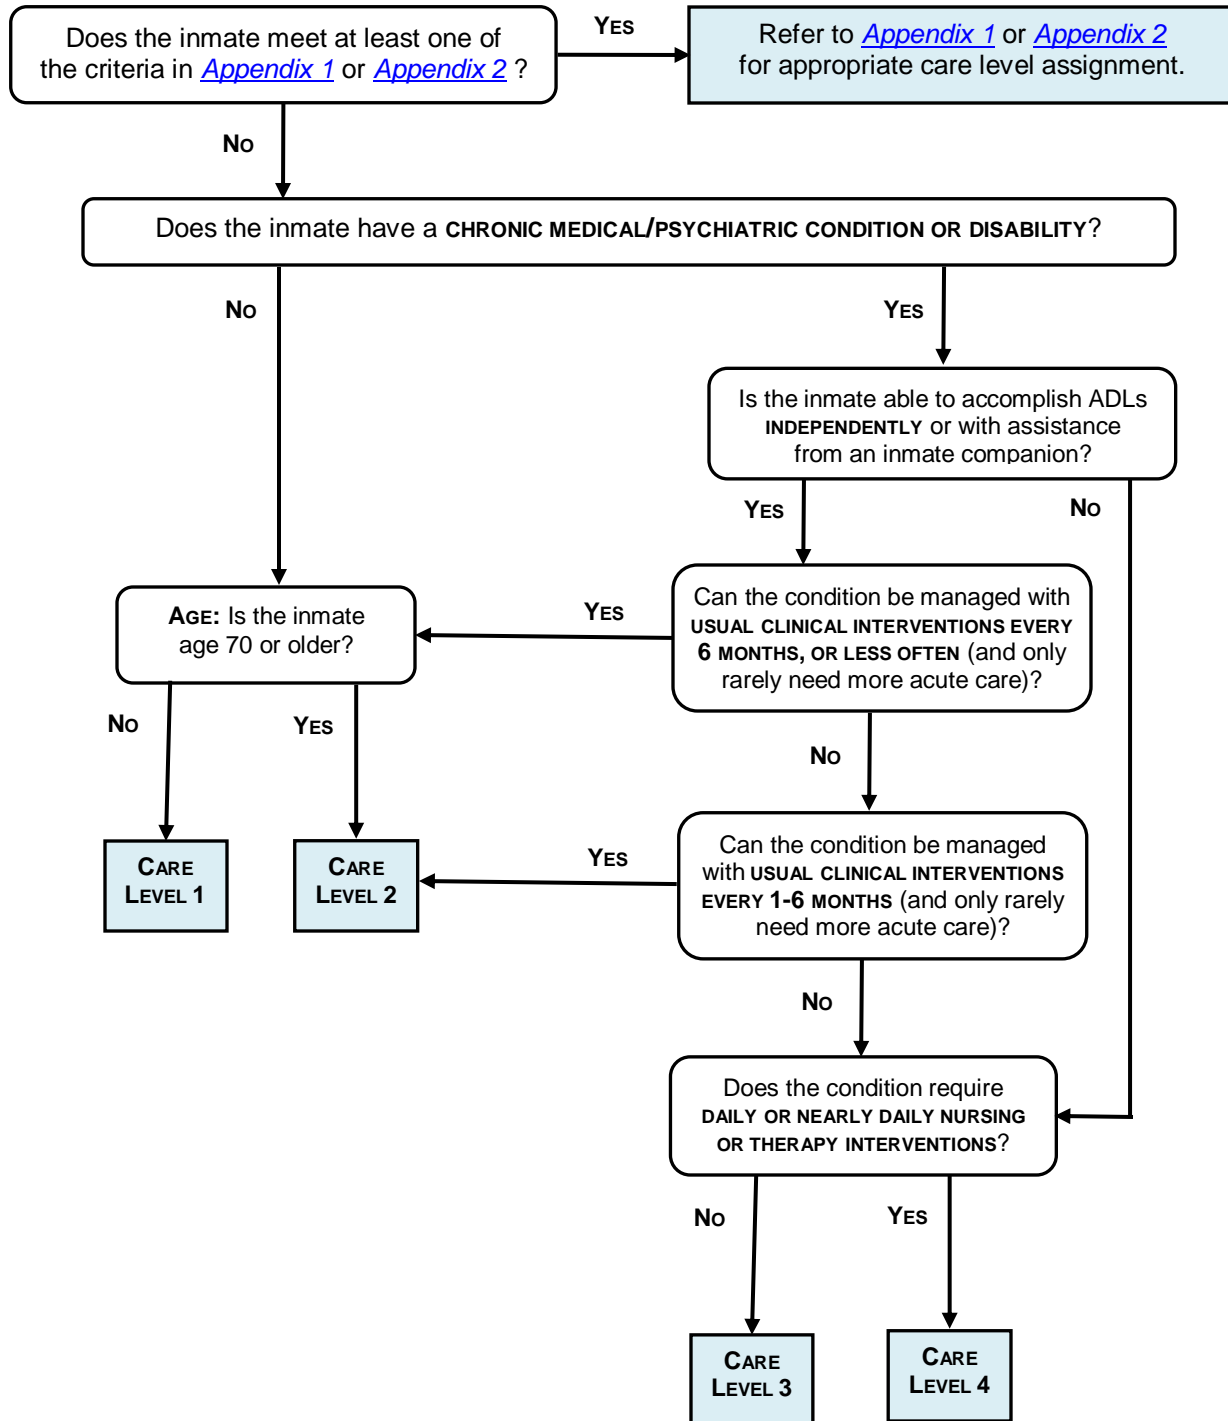 Does the inmate meet at least one of
the criteria in Appendix 1 or Appendix 2 ?
YES
Refer to Appendix 1 or Appendix 2
for appropriate care level assignment.
NO
Does the inmate have a CHRONIC MEDICAL/PSYCHIATRIC CONDITION OR DISABILITY?
NO
YES
Is the inmate able to accomplish ADLs
INDEPENDENTLY or with assistance
from an inmate companion?
YES
NO
AGE: Is the inmate
age 70 or older?
YES
Can the condition be managed with
USUAL CLINICAL INTERVENTIONS EVERY
6 MONTHS, OR LESS OFTEN (and only
rarely need more acute care)?
NO
YES
NO
CARE
LEVEL 1
CARE
LEVEL 2
YES
Can the condition be managed
with USUAL CLINICAL INTERVENTIONS
EVERY 1-6 MONTHS (and only rarely
need more acute care)?
NO
Does the condition require
DAILY OR NEARLY DAILY NURSING
OR THERAPY INTERVENTIONS?
NO
YES
CARE
LEVEL 3
CARE
LEVEL 4